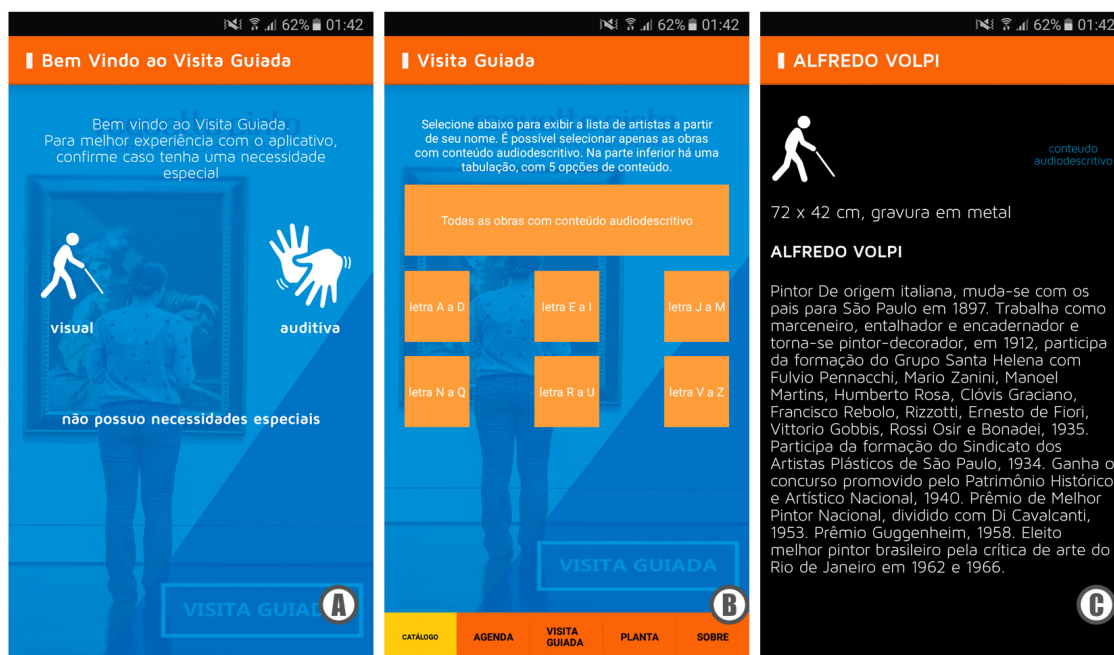 62% 01:42
Bem Vindo ao Visita Guiada
Bem vindo ao Visita Guiada.
Para melhor experiência com o aplicativo,
confirme caso tenha uma necessidade
especial
visual
auditiva
não possuo necessidades especiais
VISITA GUIAD
A
62% 01:42
Visita Guiada
Selecione abaixo para exibir a lista de artistas a partir
de seu nome. É possível selecionar apenas as obras
com conteúdo audiodescritivo. Na parte inferior há uma
tabulação, com 5 opções de conteúdo.
Todas as obras com conteúdo audiodescritivo
letra A a D
letra E a I
letra J a M
letra N a Q
letra R a U
letra V a Z
VISITA GUIADA
B
CATÁLOGO
AGENDA
VISITA
GUIADA
PLANTA
SOBRE
62% 01:42
ALFREDO VOLPI
conteudo
audiodescritivo
72 x 42 cm, gravura em metal
ALFREDO VOLPI
Pintor De origem italiana, muda-se com os
pais para São Paulo em 1897. Trabalha como
marceneiro, entalhador e encadernador e
torna-se pintor-decorador, em 1912, participa
da formação do Grupo Santa Helena com
Fulvio Pennacchi, Mario Zanini, Manoel
Martins, Humberto Rosa, Clóvis Graciano,
Francisco Rebolo, Rizzotti, Ernesto de Fiori,
Vittorio Gobbis, Rossi Osir e Bonadei, 1935.
Participa da formação do Sindicato dos
Artistas Plásticos de São Paulo, 1934. Ganha o
concurso promovido pelo Patrimônio Histórico
e Artístico Nacional, 1940. Prêmio de Melhor
Pintor Nacional, dividido com Di Cavalcanti,
1953. Prêmio Guggenheim, 1958. Eleito
melhor pintor brasileiro pela crítica de arte do
Rio de Janeiro em 1962 e 1966.
C